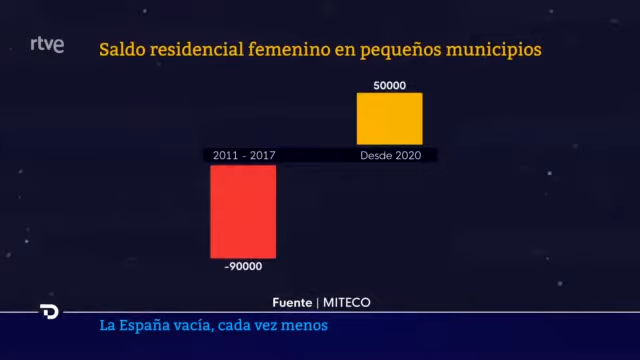 rtve
Saldo residencial femenino en pequeños municipios
50000
2011 - 2017
Desde 2020
-90000
Fuente | MITECO
La España vacía, cada vez menos